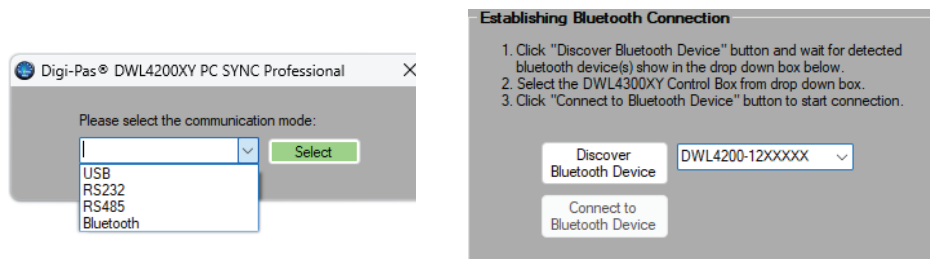 Digi-Pas® DWL4200XY PC SYNC Professional
Please select the communication mode:
Select
USB
RS232
RS485
Bluetooth
Establishing Bluetooth Connection
1. Click "Discover Bluetooth Device" button and wait for detected
bluetooth device(s) show in the drop down box below.
2. Select the DWL4300XY Control Box from drop down box.
3. Click "Connect to Bluetooth Device" button to start connection.
Discover
Bluetooth Device
DWL4200-12XXXXX
Connect to
Bluetooth Device